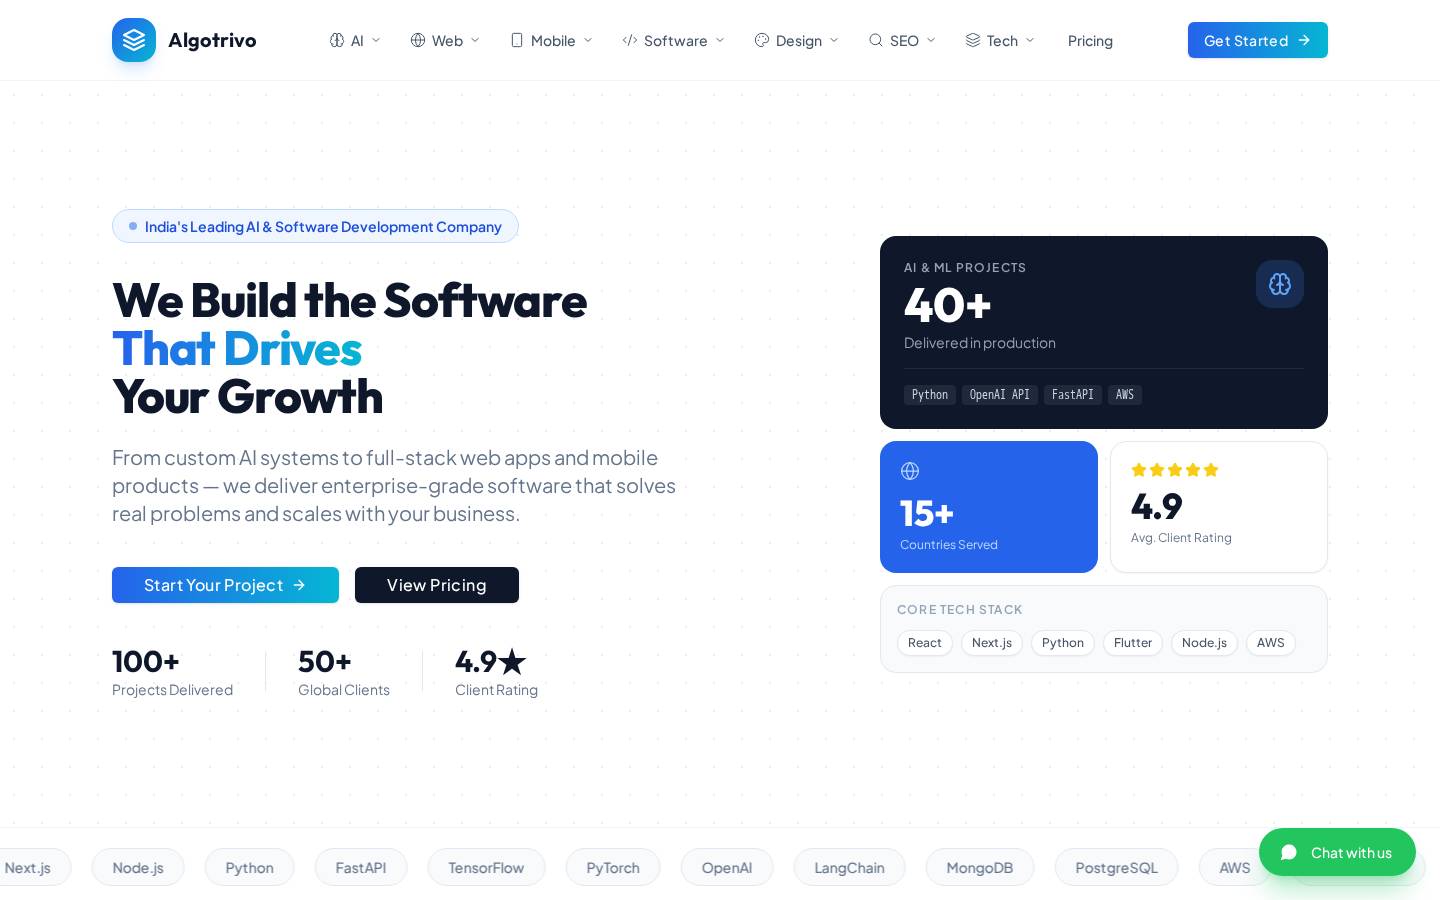 Algotrivo
AI
Web
Mobile
Software
Design
SEO
Tech
Pricing
Get Started
India's Leading AI & Software Development Company
We Build the Software
That Drives
Your Growth
From custom AI systems to full-stack web apps and mobile
products — we deliver enterprise-grade software that solves
real problems and scales with your business.
Start Your Project
View Pricing
100+
Projects Delivered
50+
Global Clients
4.9★
Client Rating
AI & ML PROJECTS
40+
Delivered in production
Python
OpenAI API
FastAPI
AWS
15+
Countries Served
4.9
Avg. Client Rating
CORE TECH STACK
React
Next.js
Python
Flutter
Node.js
AWS
Next.js
Node.js
Python
FastAPI
TensorFlow
PyTorch
OpenAI
LangChain
MongoDB
PostgreSQL
AWS
Chat with us